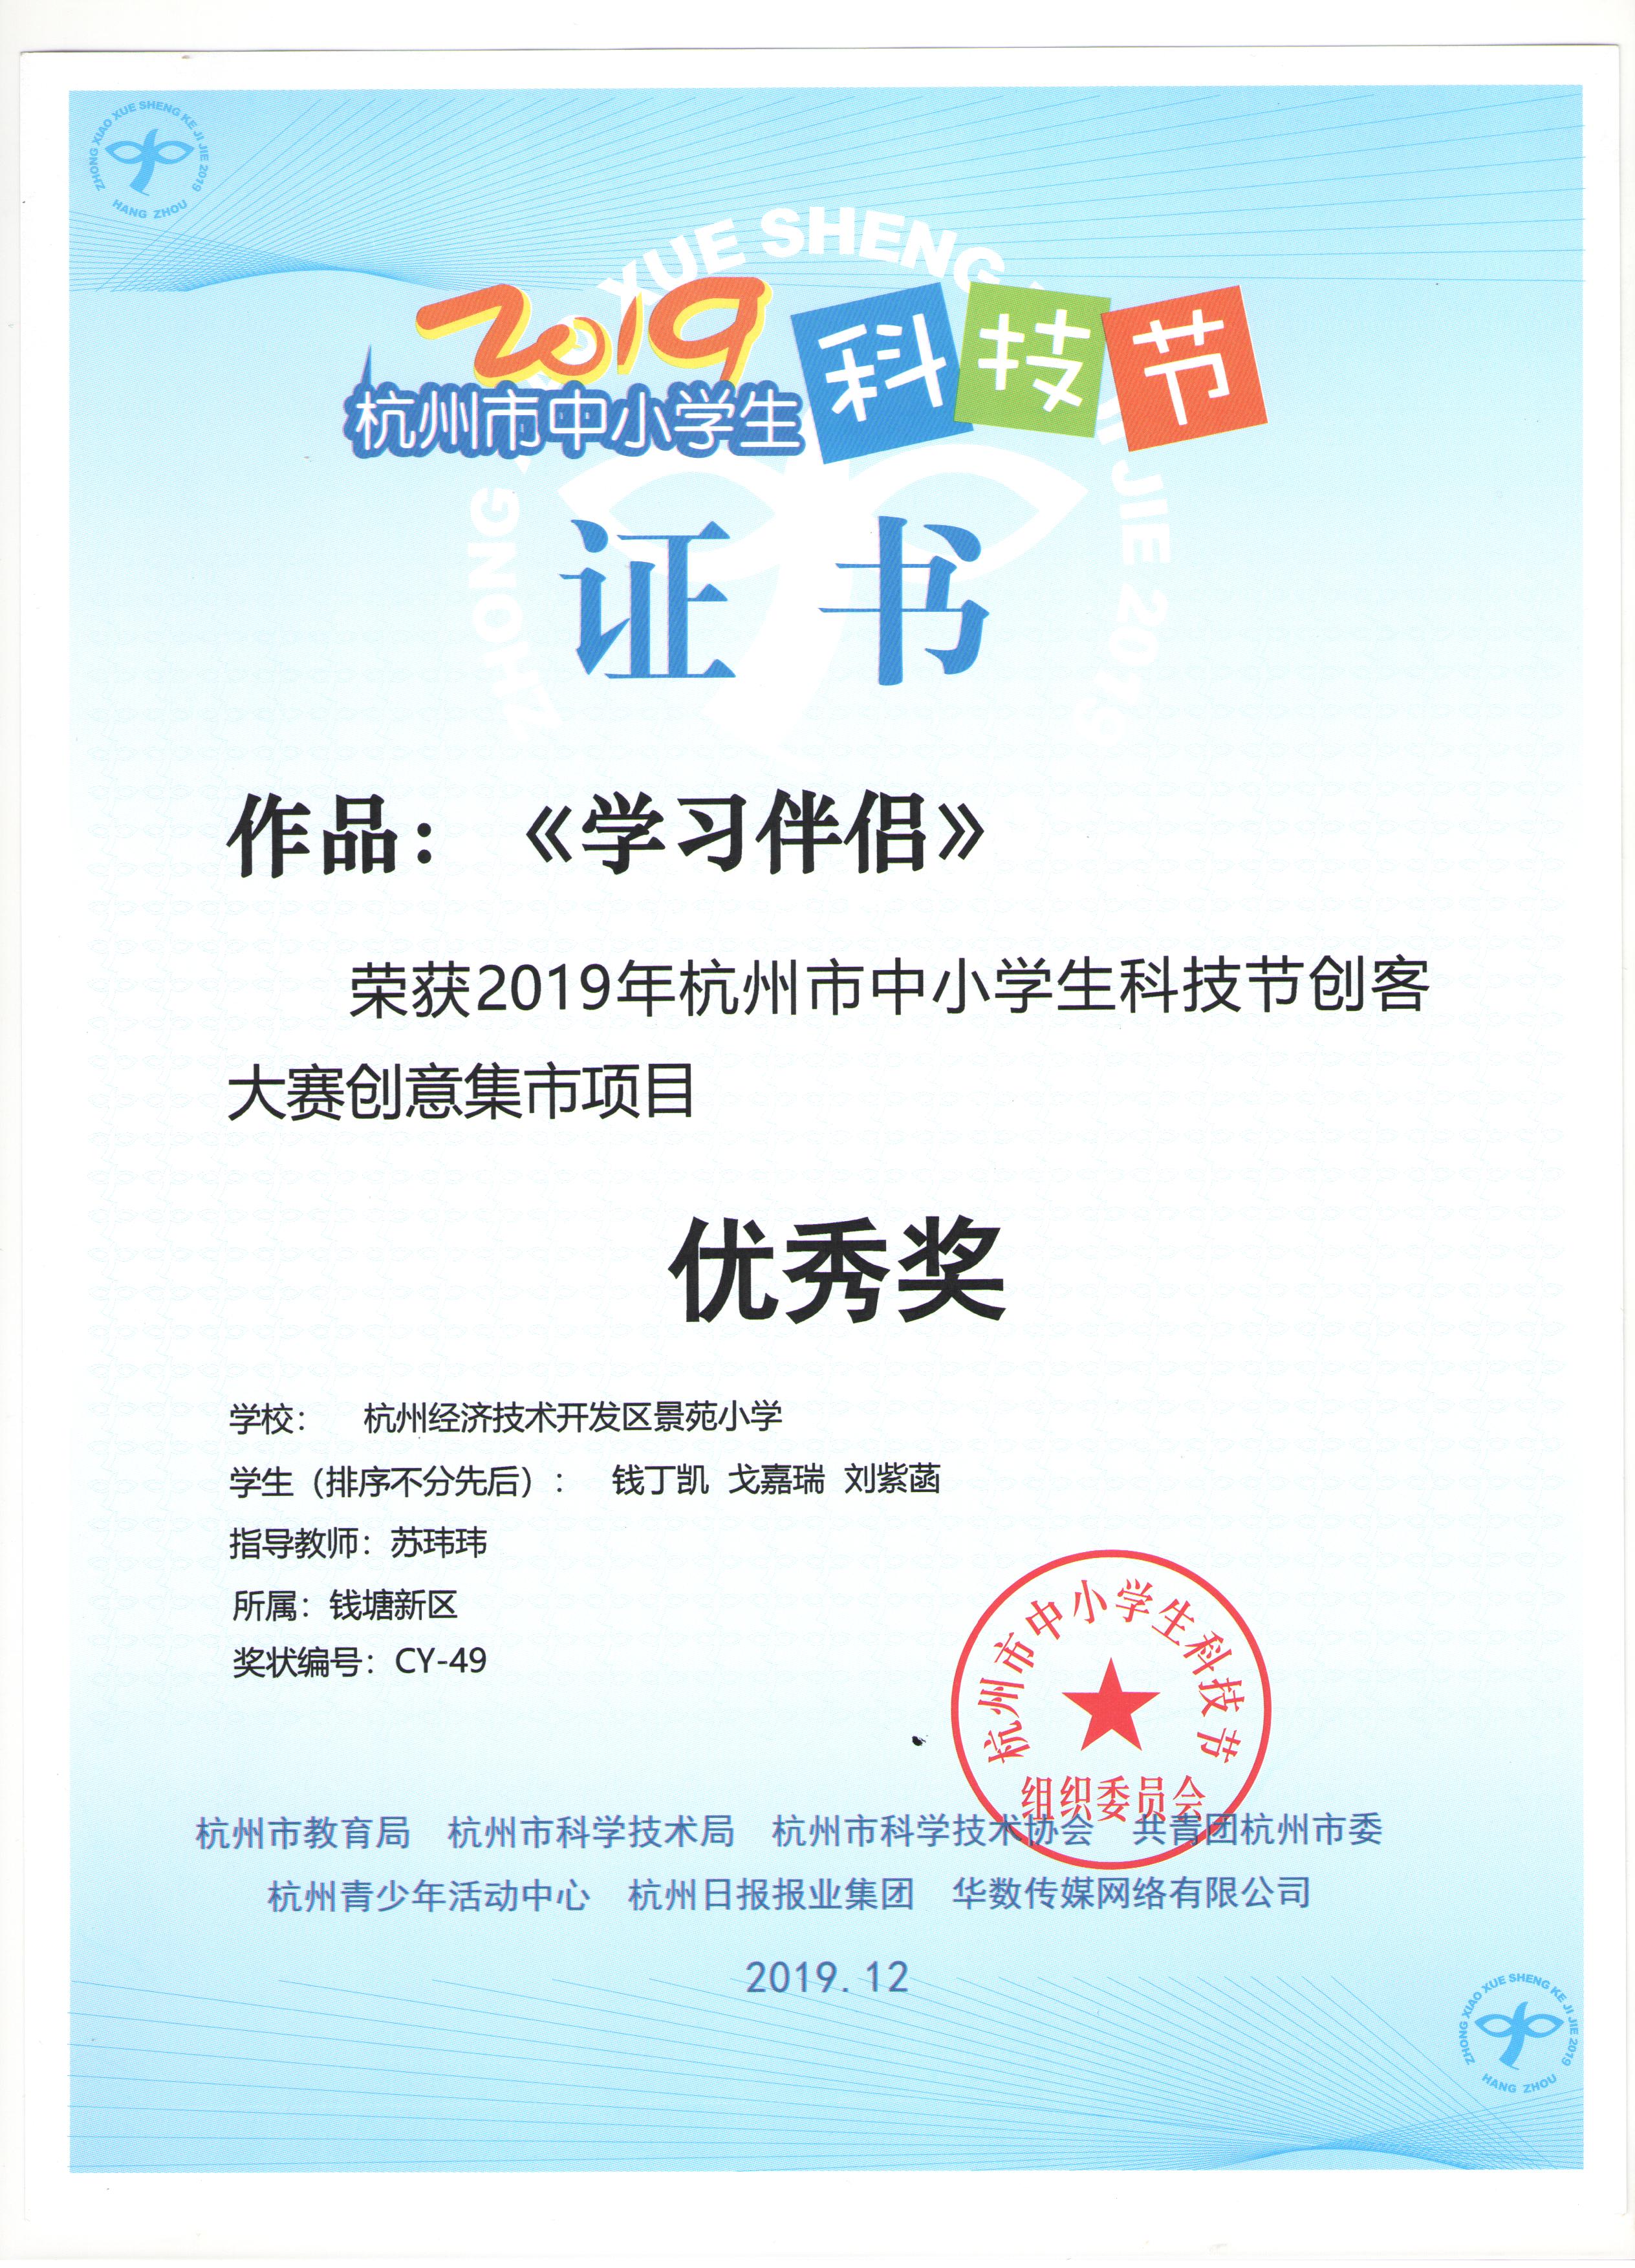 ZHONG XIAO XUE SHENG KE JI JIE 2019
HANG ZHOU
2019
杭州市中小学生
科技节
证书
作品：《学习伴侣》
荣获2019年杭州市中小学生科技节创客
大赛创意集市项目
优秀奖
学校： 杭州经济技术开发区景苑小学
学生（排序不分先后）： 钱丁凯 戈嘉瑞 刘紫菡
指导教师：苏玮玮
所属：钱塘新区
奖状编号：CY-49
杭州市中小学生科技节
组织委员会
杭州市教育局 杭州市科学技术局 杭州市科学技术协会 共青团杭州市委
杭州青少年活动中心 杭州日报报业集团 华数传媒网络有限公司
2019.12
ZHONG XIAO XUE SHENG KE JI JIE 2019
HANG ZHOU